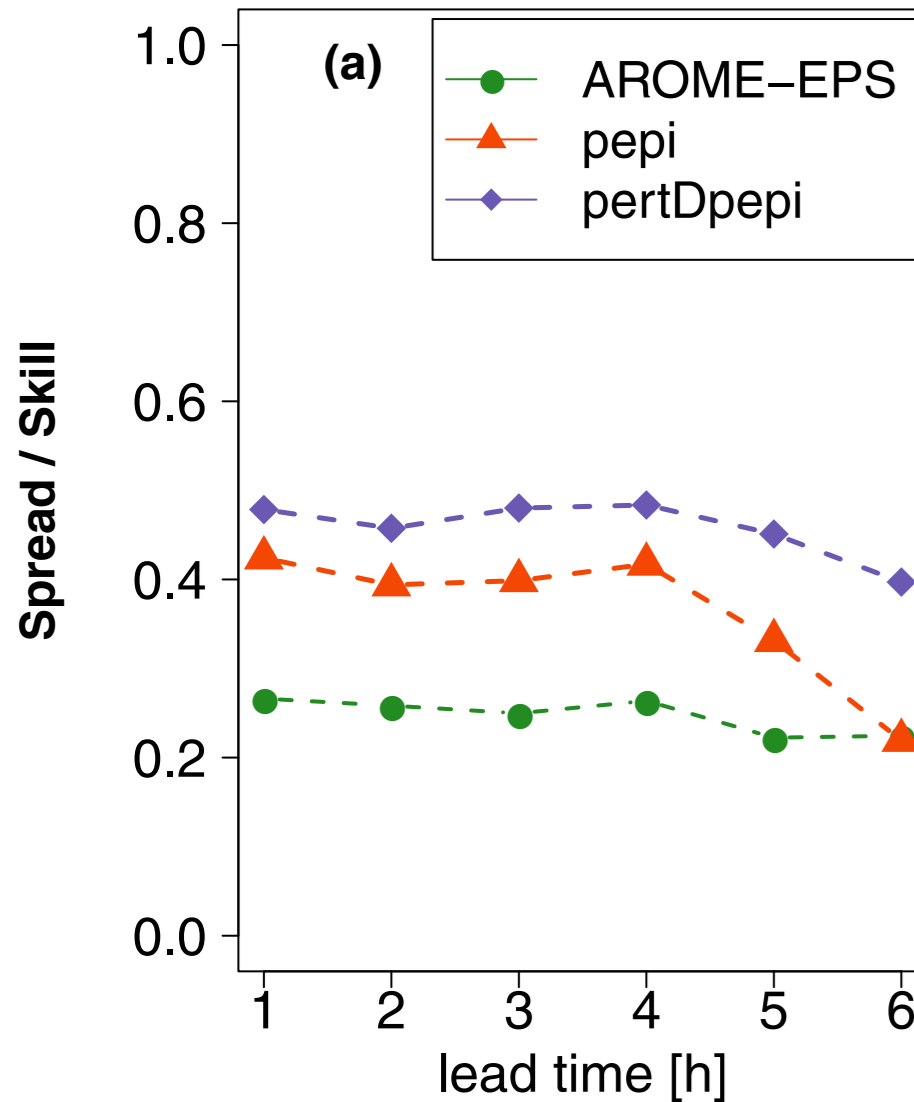 (a)
AROME−EPS
pepi
pertDpepi
Spread / Skill
1.0
0.8
0.6
0.4
0.2
0.0
1 2 3 4 5 6
lead time [h]